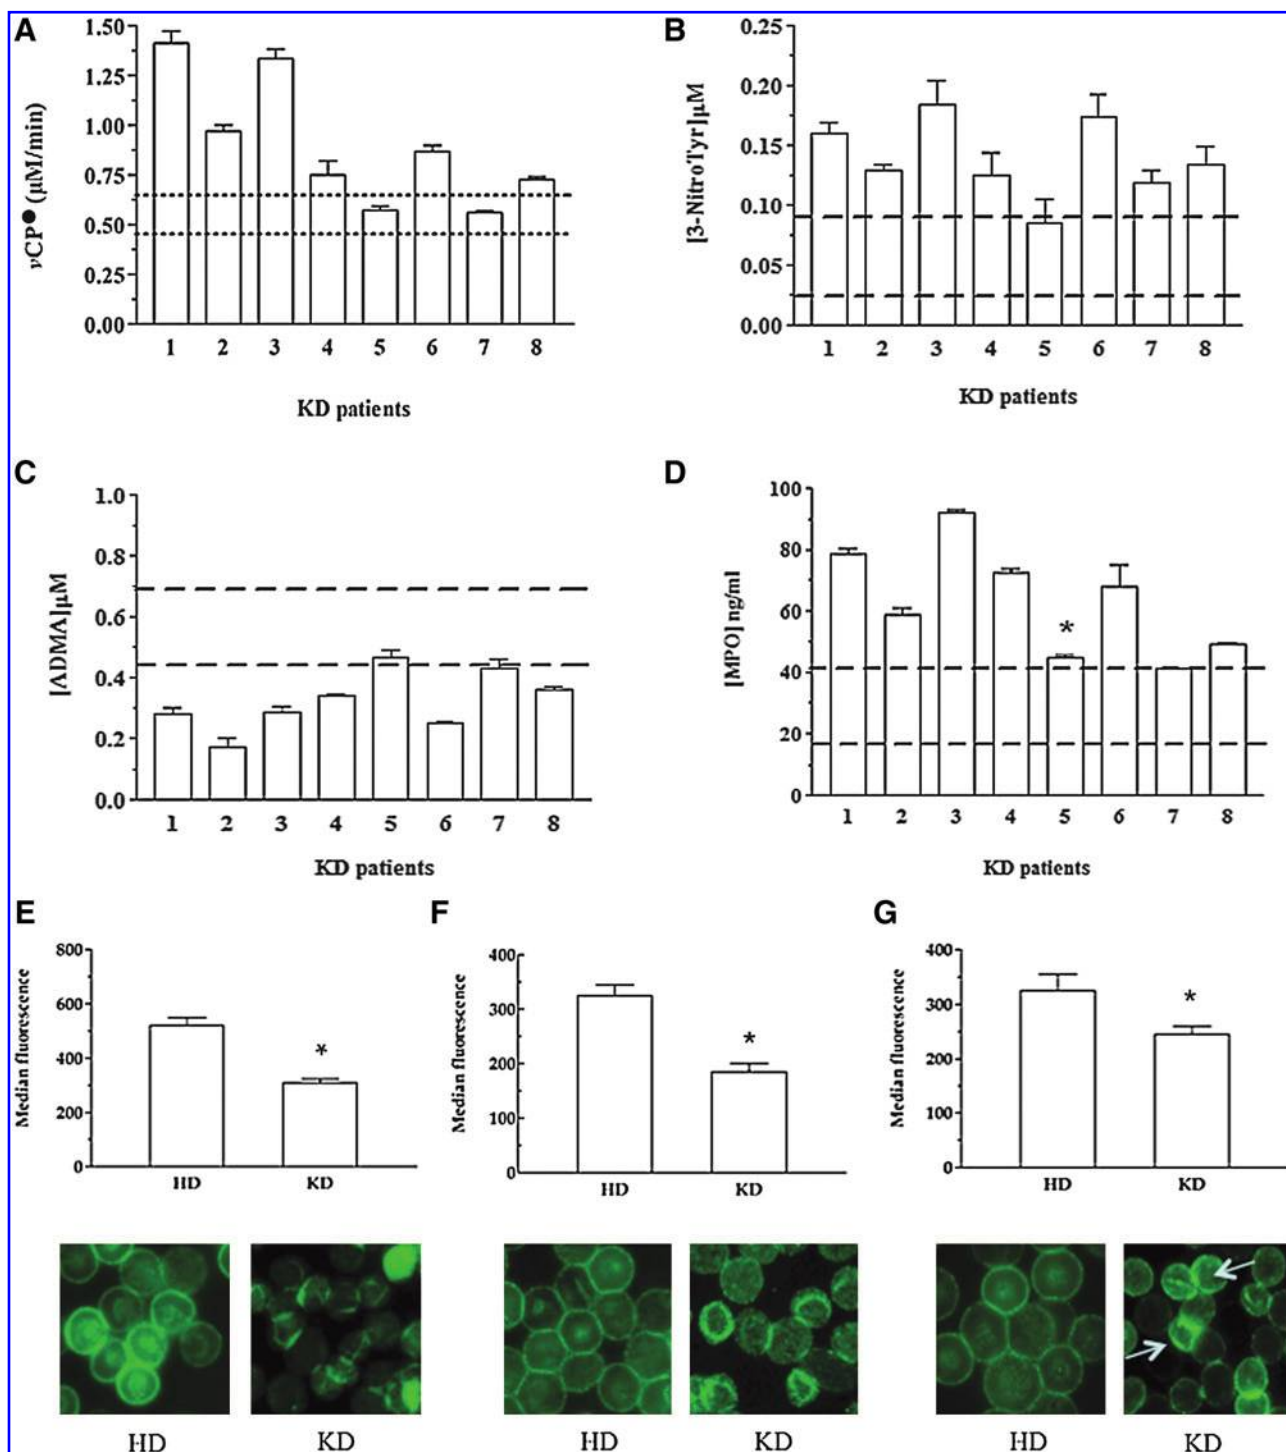 A
1.50
1.25
1.00
0.75
0.50
0.25
0.00
νCP● (μM/min)
1 2 3 4 5 6 7 8
KD patients
B
0.25
0.20
0.15
0.10
0.05
0.00
[3-NitroTyr]μM
1 2 3 4 5 6 7 8
KD patients
C
1.0
0.8
0.6
0.4
0.2
0.0
[ADMA]μM
1 2 3 4 5 6 7 8
KD patients
D
100
80
60
40
20
0
[MPO] ng/ml
*
1 2 3 4 5 6 7 8
KD patients
E
800
600
400
200
0
Median fluorescence
*
HD KD
HD KD
F
400
300
200
100
0
Median fluorescence
*
HD KD
HD KD
G
400
300
200
100
0
Median fluorescence
*
HD KD
HD KD